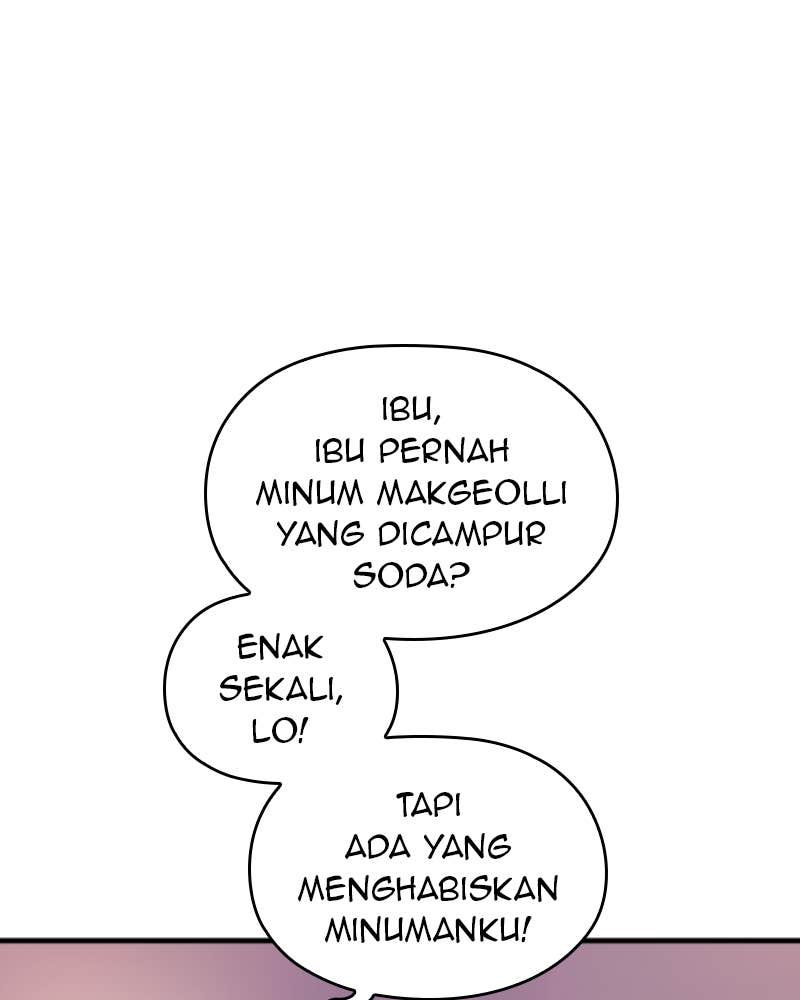 IBU,
IBU PERNAH
MINUM MAKGEOLLI
YANG DICAMPUR
SODA?
ENAK
SEKALI,
LO!
TAPI
ADA YANG
MENGHABISKAN
MINUMANKU!